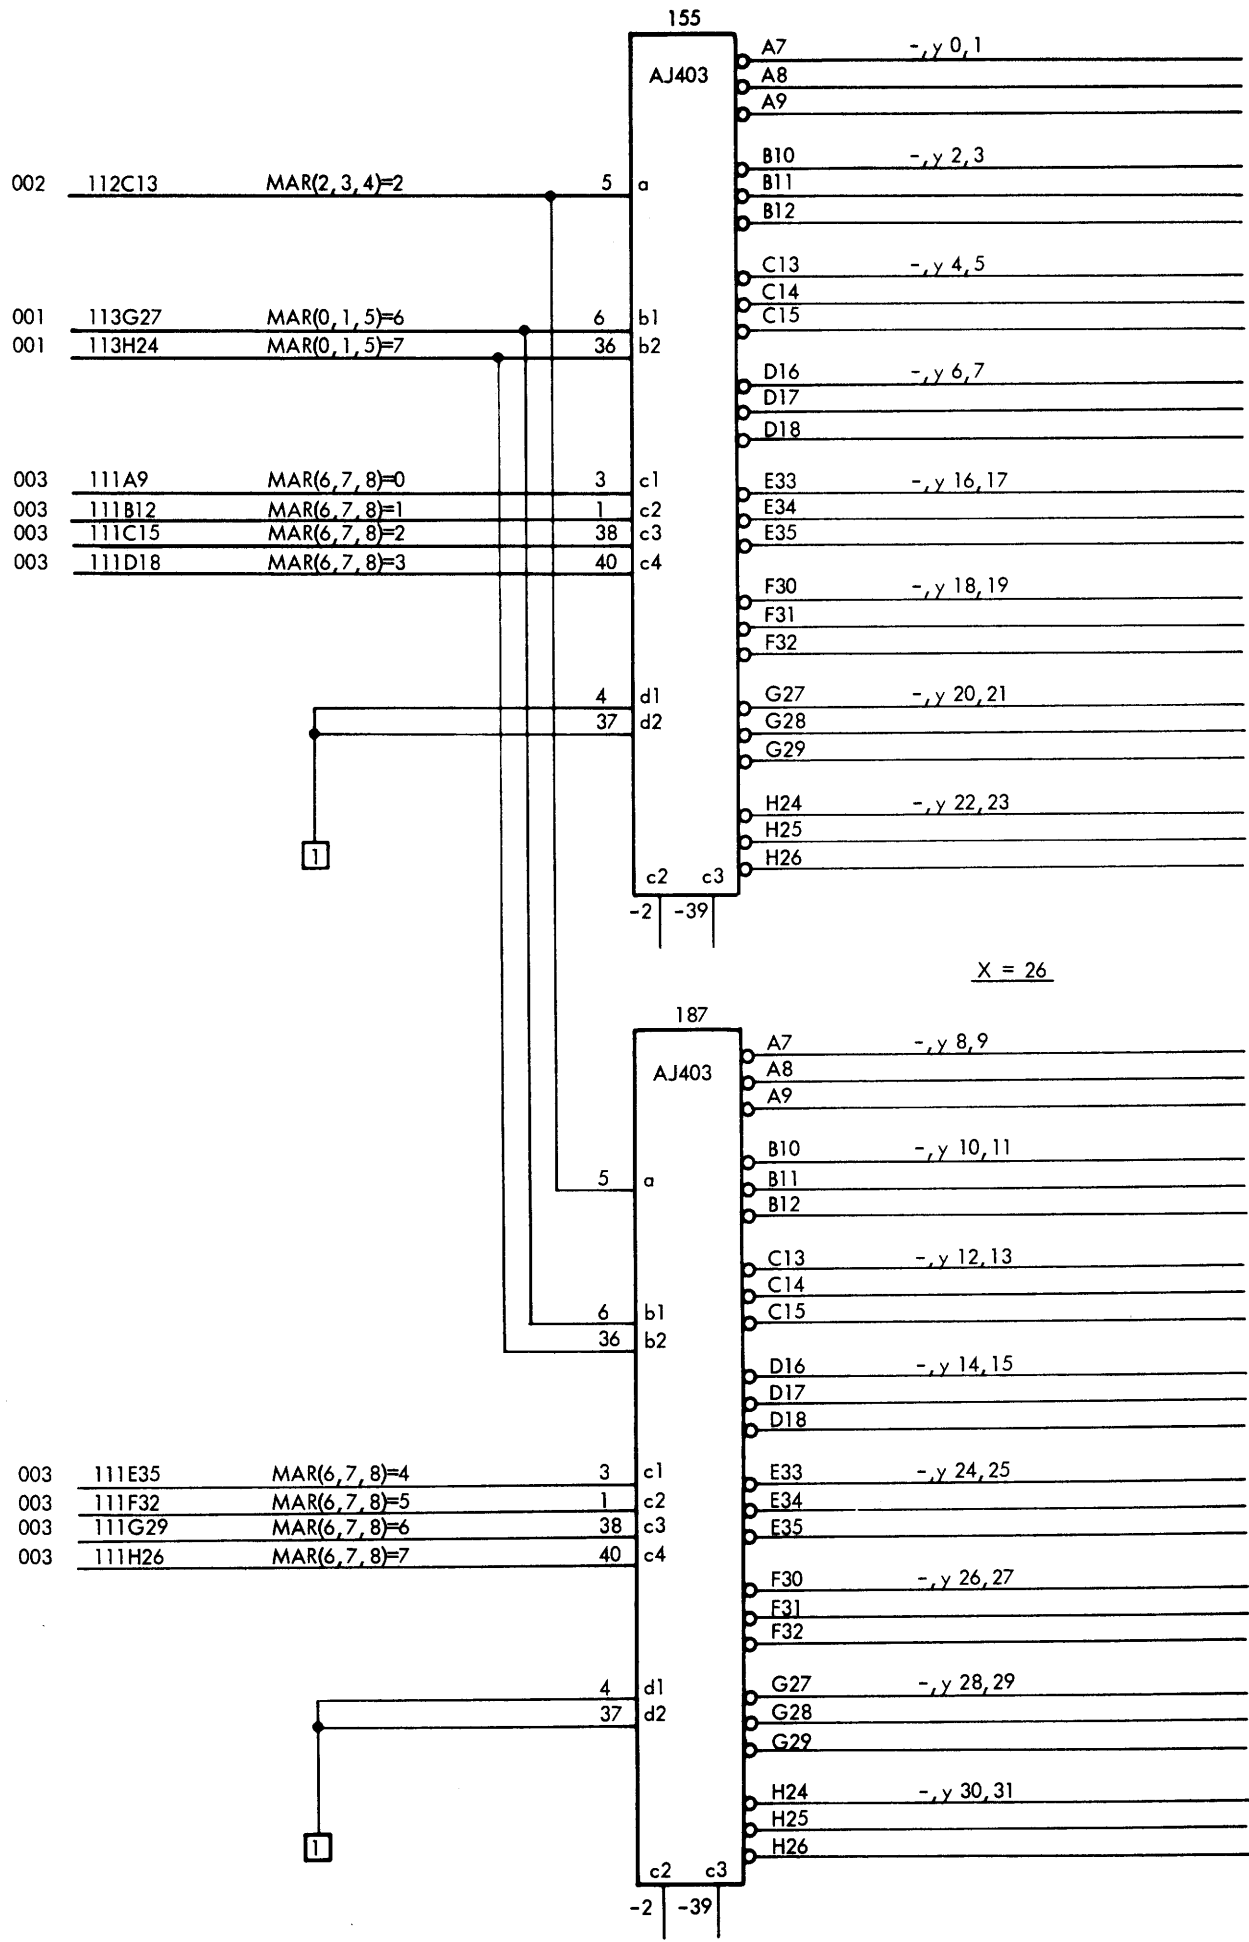 155
AJ403
A7 -, y 0,1
A8
A9
B10 -, y 2,3
002 112C13 MAR(2,3,4)=2 5 a
B11
B12
C13 -, y 4,5
C14
001 113G27 MAR(0,1,5)=6 6 b1
C15
001 113H24 MAR(0,1,5)=7 36 b2
D16 -, y 6,7
D17
D18
003 111A9 MAR(6,7,8)=0 3 c1
E33 -, y 16,17
003 111B12 MAR(6,7,8)=1 1 c2
E34
003 111C15 MAR(6,7,8)=2 38 c3
E35
003 111D18 MAR(6,7,8)=3 40 c4
F30 -, y 18,19
F31
F32
4 d1
G27 -, y 20,21
37 d2
G28
G29
H24 -, y 22,23
H25
1
H26
c2 c3
-2 -39
X = 26
187
AJ403
A7 -, y 8,9
A8
A9
B10 -, y 10,11
5 a
B11
B12
C13 -, y 12,13
C14
6 b1
C15
36 b2
D16 -, y 14,15
D17
D18
003 111E35 MAR(6,7,8)=4 3 c1
E33 -, y 24,25
003 111F32 MAR(6,7,8)=5 1 c2
E34
003 111G29 MAR(6,7,8)=6 38 c3
E35
003 111H26 MAR(6,7,8)=7 40 c4
F30 -, y 26,27
F31
F32
4 d1
G27 -, y 28,29
37 d2
G28
G29
H24 -, y 30,31
H25
1
H26
c2 c3
-2 -39